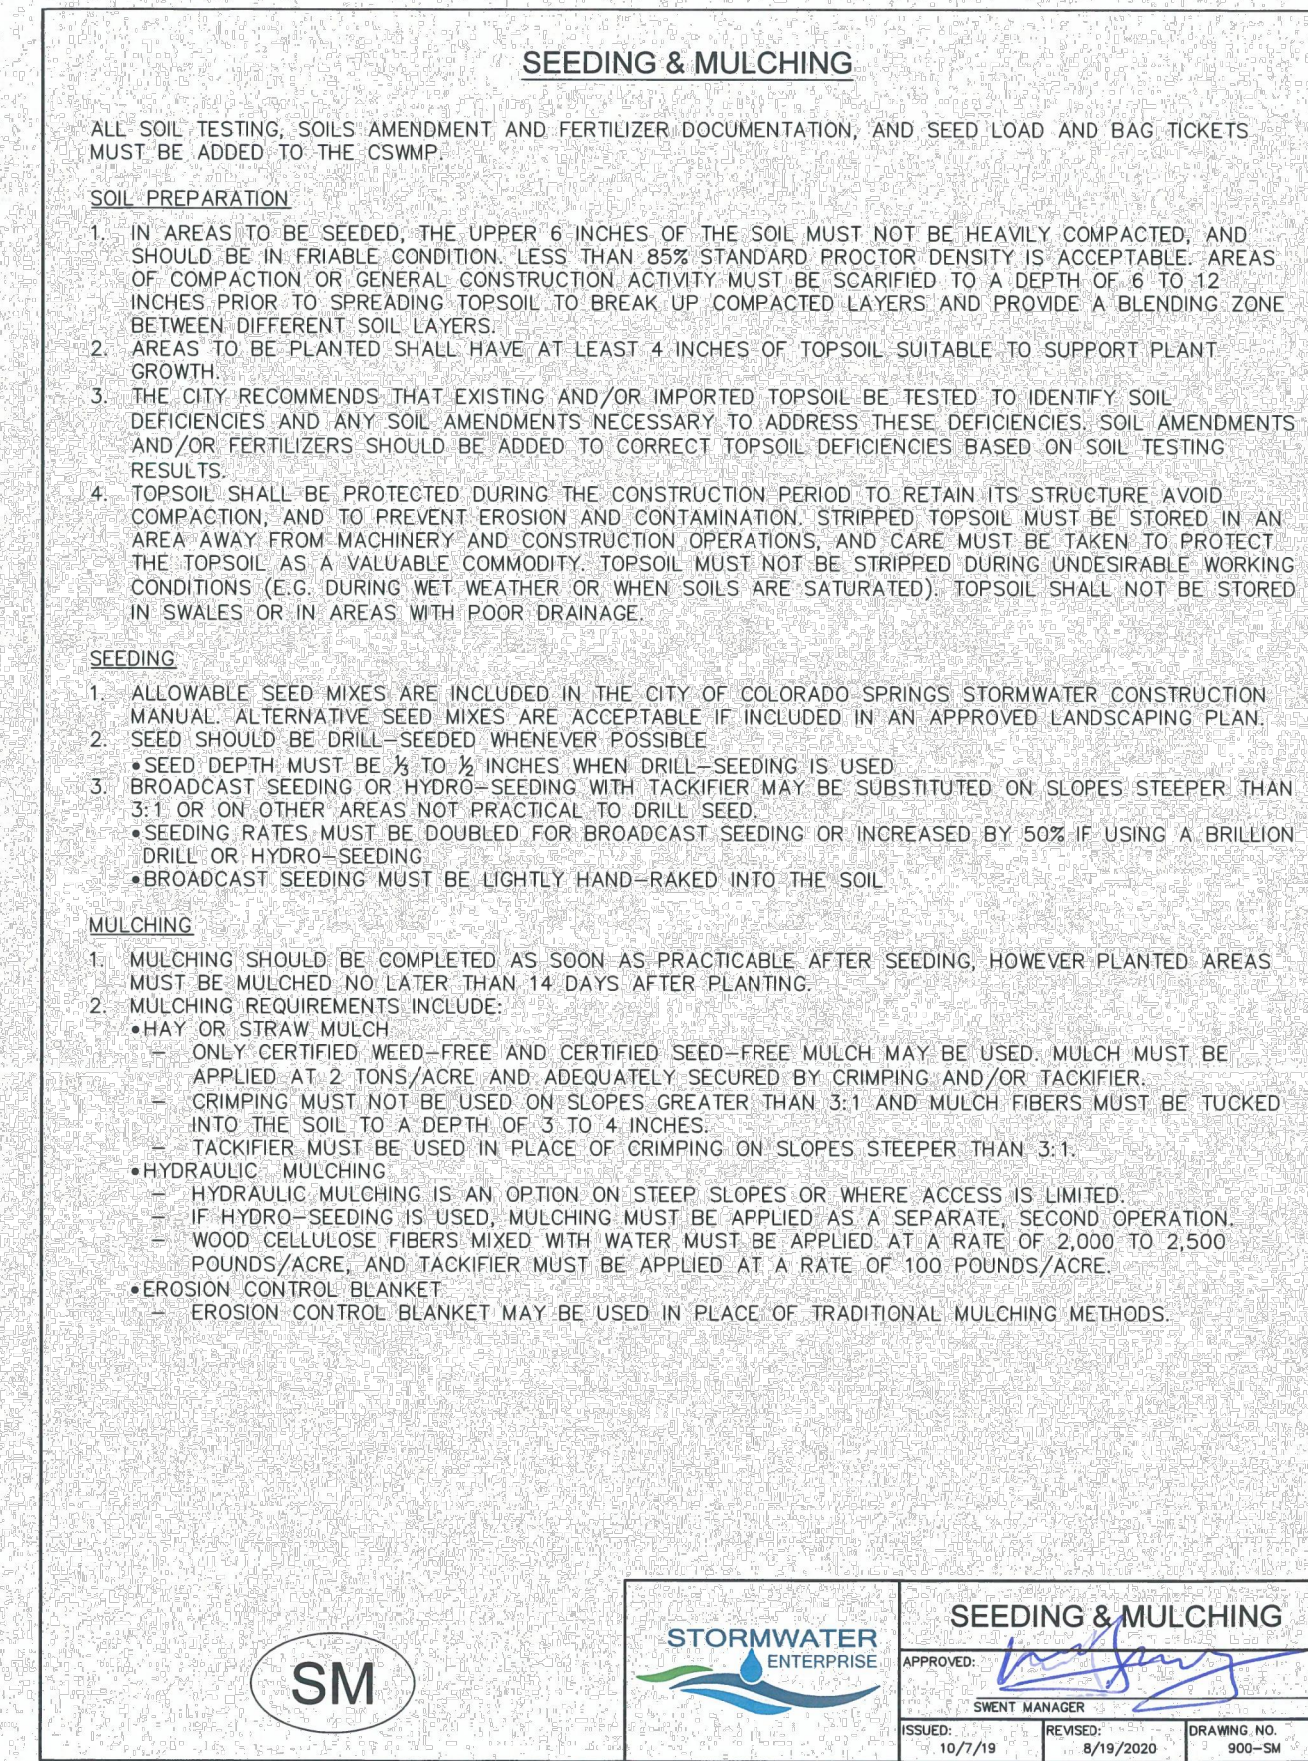 SEEDING & MULCHING
ALL SOIL TESTING, SOILS AMENDMENT AND FERTILIZER DOCUMENTATION, AND SEED LOAD AND BAG TICKETS
MUST BE ADDED TO THE CSWMP.
SOIL PREPARATION
1. IN AREAS TO BE SEEDED, THE UPPER 6 INCHES OF THE SOIL MUST NOT BE HEAVILY COMPACTED, AND
SHOULD BE IN FRIABLE CONDITION. LESS THAN 85% STANDARD PROCTOR DENSITY IS ACCEPTABLE. AREAS
OF COMPACTION OR GENERAL CONSTRUCTION ACTIVITY MUST BE SCARIFIED TO A DEPTH OF 6 TO 12
INCHES PRIOR TO SPREADING TOPSOIL TO BREAK UP COMPACTED LAYERS AND PROVIDE A BLENDING ZONE
BETWEEN DIFFERENT SOIL LAYERS.
2. AREAS TO BE PLANTED SHALL HAVE AT LEAST 4 INCHES OF TOPSOIL SUITABLE TO SUPPORT PLANT
GROWTH.
3. THE CITY RECOMMENDS THAT EXISTING AND/OR IMPORTED TOPSOIL BE TESTED TO IDENTIFY SOIL
DEFICIENCIES AND ANY SOIL AMENDMENTS NECESSARY TO ADDRESS THESE DEFICIENCIES. SOIL AMENDMENTS
AND/OR FERTILIZERS SHOULD BE ADDED TO CORRECT TOPSOIL DEFICIENCIES BASED ON SOIL TESTING
RESULTS.
4. TOPSOIL SHALL BE PROTECTED DURING THE CONSTRUCTION PERIOD TO RETAIN ITS STRUCTURE AVOID
COMPACTION, AND TO PREVENT EROSION AND CONTAMINATION. STRIPPED TOPSOIL MUST BE STORED IN AN
AREA AWAY FROM MACHINERY AND CONSTRUCTION OPERATIONS, AND CARE MUST BE TAKEN TO PROTECT
THE TOPSOIL AS A VALUABLE COMMODITY. TOPSOIL MUST NOT BE STRIPPED DURING UNDESIRABLE WORKING
CONDITIONS (E.G. DURING WET WEATHER OR WHEN SOILS ARE SATURATED). TOPSOIL SHALL NOT BE STORED
IN SWALES OR IN AREAS WITH POOR DRAINAGE.
SEEDING
1. ALLOWABLE SEED MIXES ARE INCLUDED IN THE CITY OF COLORADO SPRINGS STORMWATER CONSTRUCTION
MANUAL. ALTERNATIVE SEED MIXES ARE ACCEPTABLE IF INCLUDED IN AN APPROVED LANDSCAPING PLAN.
2. SEED SHOULD BE DRILL-SEEDED WHENEVER POSSIBLE
•SEED DEPTH MUST BE ⅓ TO ½ INCHES WHEN DRILL-SEEDING IS USED
3. BROADCAST SEEDING OR HYDRO-SEEDING WITH TACKIFIER MAY BE SUBSTITUTED ON SLOPES STEEPER THAN
3:1 OR ON OTHER AREAS NOT PRACTICAL TO DRILL SEED.
•SEEDING RATES MUST BE DOUBLED FOR BROADCAST SEEDING OR INCREASED BY 50% IF USING A BRILLION
DRILL OR HYDRO-SEEDING
•BROADCAST SEEDING MUST BE LIGHTLY HAND-RAKED INTO THE SOIL
MULCHING
1. MULCHING SHOULD BE COMPLETED AS SOON AS PRACTICABLE AFTER SEEDING, HOWEVER PLANTED AREAS
MUST BE MULCHED NO LATER THAN 14 DAYS AFTER PLANTING.
2. MULCHING REQUIREMENTS INCLUDE:
•HAY OR STRAW MULCH
— ONLY CERTIFIED WEED-FREE AND CERTIFIED SEED-FREE MULCH MAY BE USED. MULCH MUST BE
APPLIED AT 2 TONS/ACRE AND ADEQUATELY SECURED BY CRIMPING AND/OR TACKIFIER.
— CRIMPING MUST NOT BE USED ON SLOPES GREATER THAN 3:1 AND MULCH FIBERS MUST BE TUCKED
INTO THE SOIL TO A DEPTH OF 3 TO 4 INCHES.
— TACKIFIER MUST BE USED IN PLACE OF CRIMPING ON SLOPES STEEPER THAN 3:1.
•HYDRAULIC MULCHING
— HYDRAULIC MULCHING IS AN OPTION ON STEEP SLOPES OR WHERE ACCESS IS LIMITED.
— IF HYDRO-SEEDING IS USED, MULCHING MUST BE APPLIED AS A SEPARATE, SECOND OPERATION.
— WOOD CELLULOSE FIBERS MIXED WITH WATER MUST BE APPLIED AT A RATE OF 2,000 TO 2,500
POUNDS/ACRE, AND TACKIFIER MUST BE APPLIED AT A RATE OF 100 POUNDS/ACRE.
•EROSION CONTROL BLANKET
— EROSION CONTROL BLANKET MAY BE USED IN PLACE OF TRADITIONAL MULCHING METHODS.
SM
STORMWATER
ENTERPRISE
SEEDING & MULCHING
APPROVED:
SWENT MANAGER
ISSUED:
10/7/19
REVISED:
8/19/2020
DRAWING NO.
900-SM